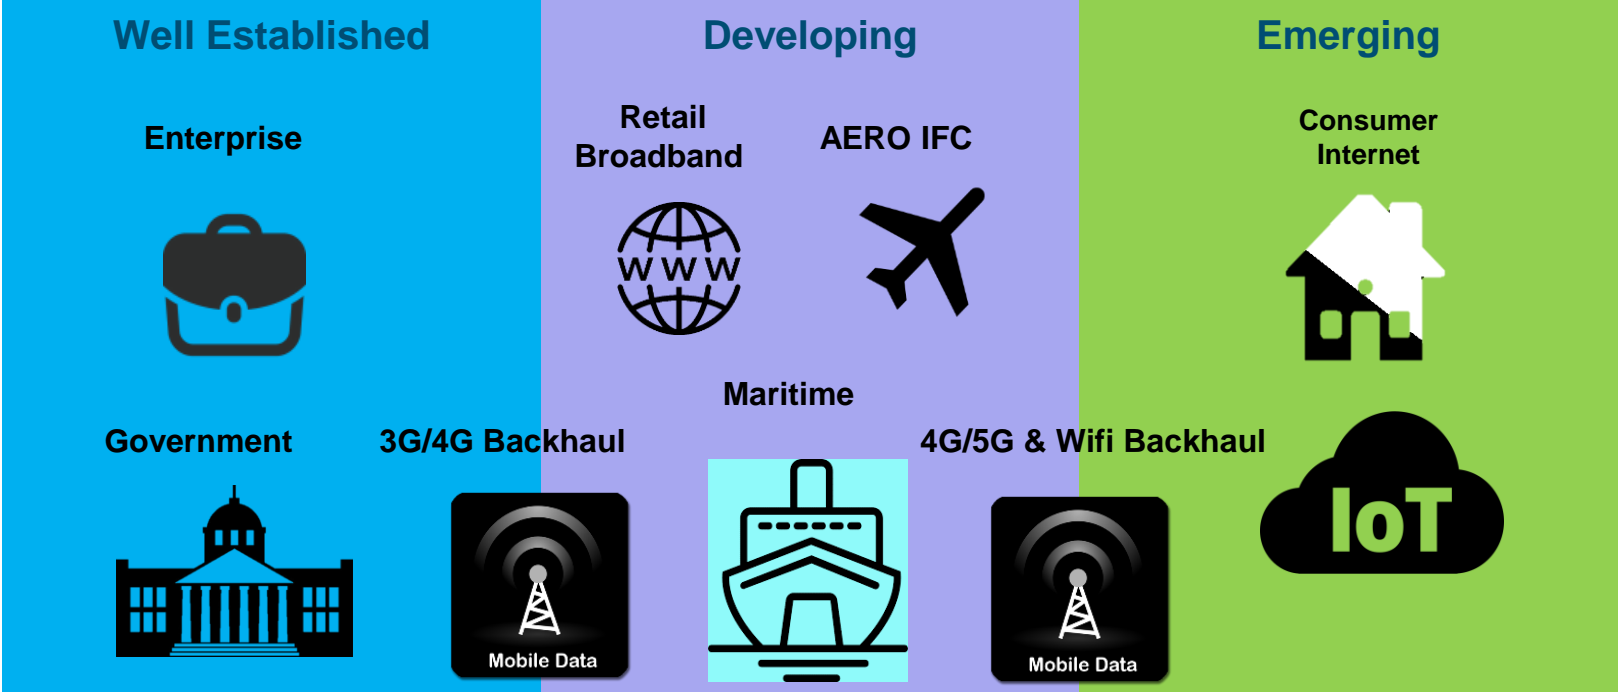 Well Established
Developing
Emerging
Enterprise
Retail
Broadband
AERO IFC
Consumer
Internet
WWW
Maritime
Government
3G/4G Backhaul
4G/5G & Wifi Backhaul
IoT
Mobile Data
Mobile Data